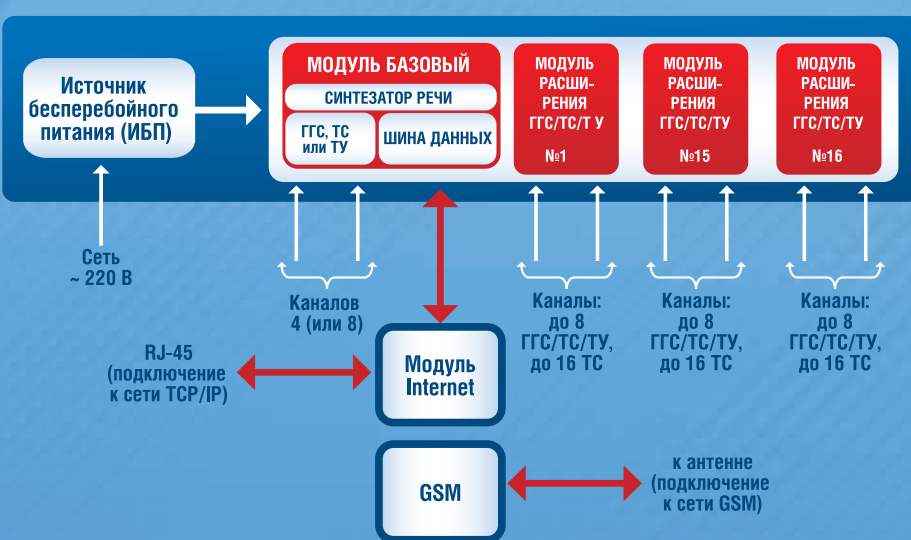 Источник
бесперебойного
питания (ИБП)
МОДУЛЬ БАЗОВЫЙ
СИНТЕЗАТОР РЕЧИ
ГГС, ТС
или ТУ
ШИНА ДАННЫХ
МОДУЛЬ
РАСШИ-
РЕНИЯ
ГГС/ТС/Т У
№1
МОДУЛЬ
РАСШИ-
РЕНИЯ
ГГС/ТС/ТУ
№15
МОДУЛЬ
РАСШИ-
РЕНИЯ
ГГС/ТС/ТУ
№16
Сеть
~ 220 В
Каналов
4 (или 8)
Каналы:
до 8
ГГС/ТС/ТУ,
до 16 ТС
Каналы:
до 8
ГГС/ТС/ТУ,
до 16 ТС
Каналы:
до 8
ГГС/ТС/ТУ,
до 16 ТС
RJ-45
(подключение
к сети TCP/IP)
Модуль
Internet
GSM
к антенне
(подключение
к сети GSM)